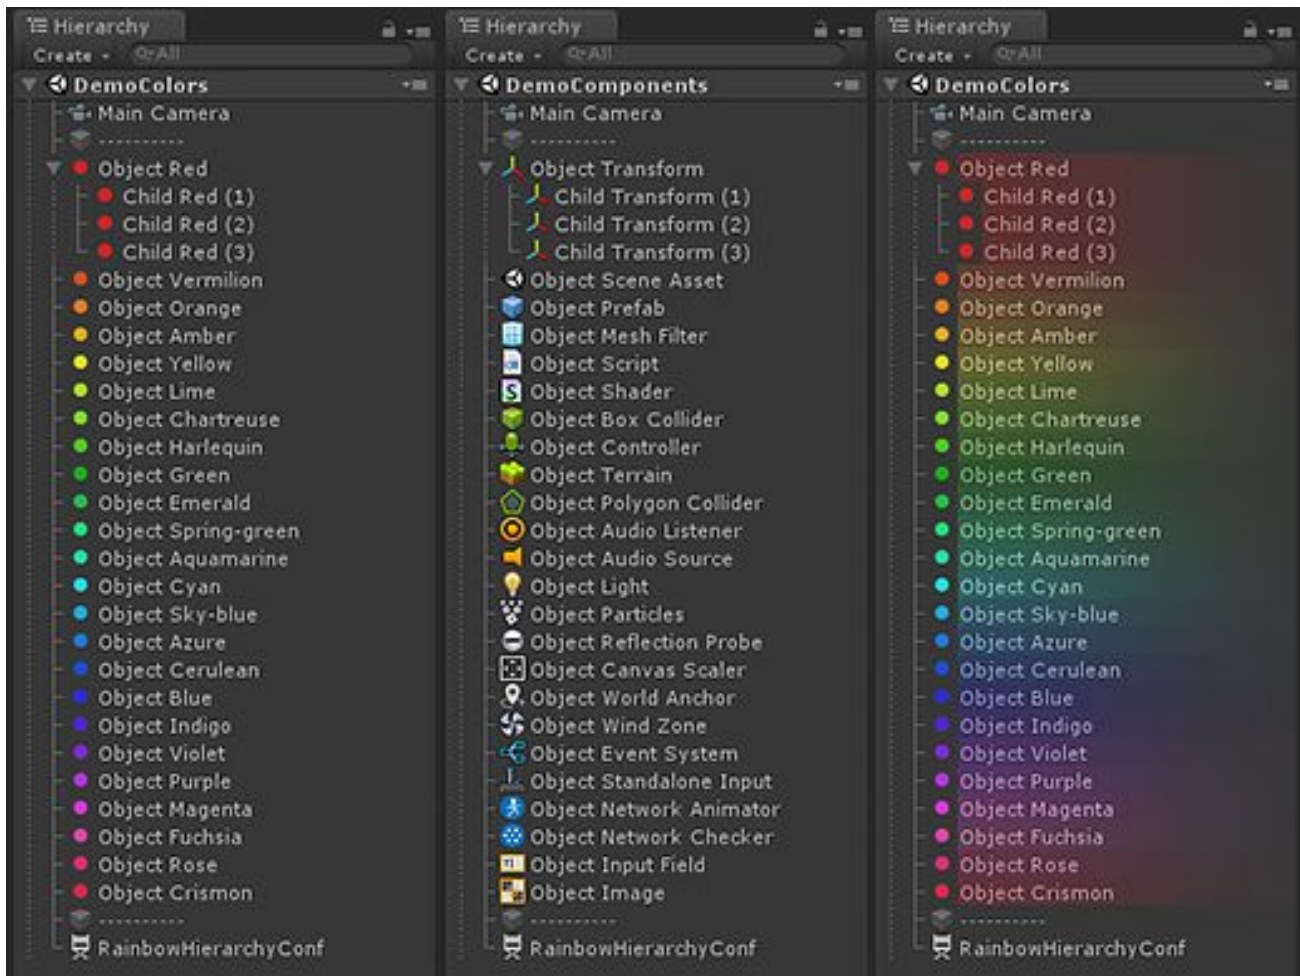 Hierarchy
Create
All
DemoColors
Main Camera
----------
Object Red
Child Red (1)
Child Red (2)
Child Red (3)
Object Vermilion
Object Orange
Object Amber
Object Yellow
Object Lime
Object Chartreuse
Object Harlequin
Object Green
Object Emerald
Object Spring-green
Object Aquamarine
Object Cyan
Object Sky-blue
Object Azure
Object Cerulean
Object Blue
Object Indigo
Object Violet
Object Purple
Object Magenta
Object Fuchsia
Object Rose
Object Crismon
----------
RainbowHierarchyConf
Hierarchy
Create
All
DemoComponents
Main Camera
----------
Object Transform
Child Transform (1)
Child Transform (2)
Child Transform (3)
Object Scene Asset
Object Prefab
Object Mesh Filter
Object Script
Object Shader
Object Box Collider
Object Controller
Object Terrain
Object Polygon Collider
Object Audio Listener
Object Audio Source
Object Light
Object Particles
Object Reflection Probe
Object Canvas Scaler
Object World Anchor
Object Wind Zone
Object Event System
Object Standalone Input
Object Network Animator
Object Network Checker
Object Input Field
Object Image
----------
RainbowHierarchyConf
Hierarchy
Create
All
DemoColors
Main Camera
----------
Object Red
Child Red (1)
Child Red (2)
Child Red (3)
Object Vermilion
Object Orange
Object Amber
Object Yellow
Object Lime
Object Chartreuse
Object Harlequin
Object Green
Object Emerald
Object Spring-green
Object Aquamarine
Object Cyan
Object Sky-blue
Object Azure
Object Cerulean
Object Blue
Object Indigo
Object Violet
Object Purple
Object Magenta
Object Fuchsia
Object Rose
Object Crismon
----------
RainbowHierarchyConf